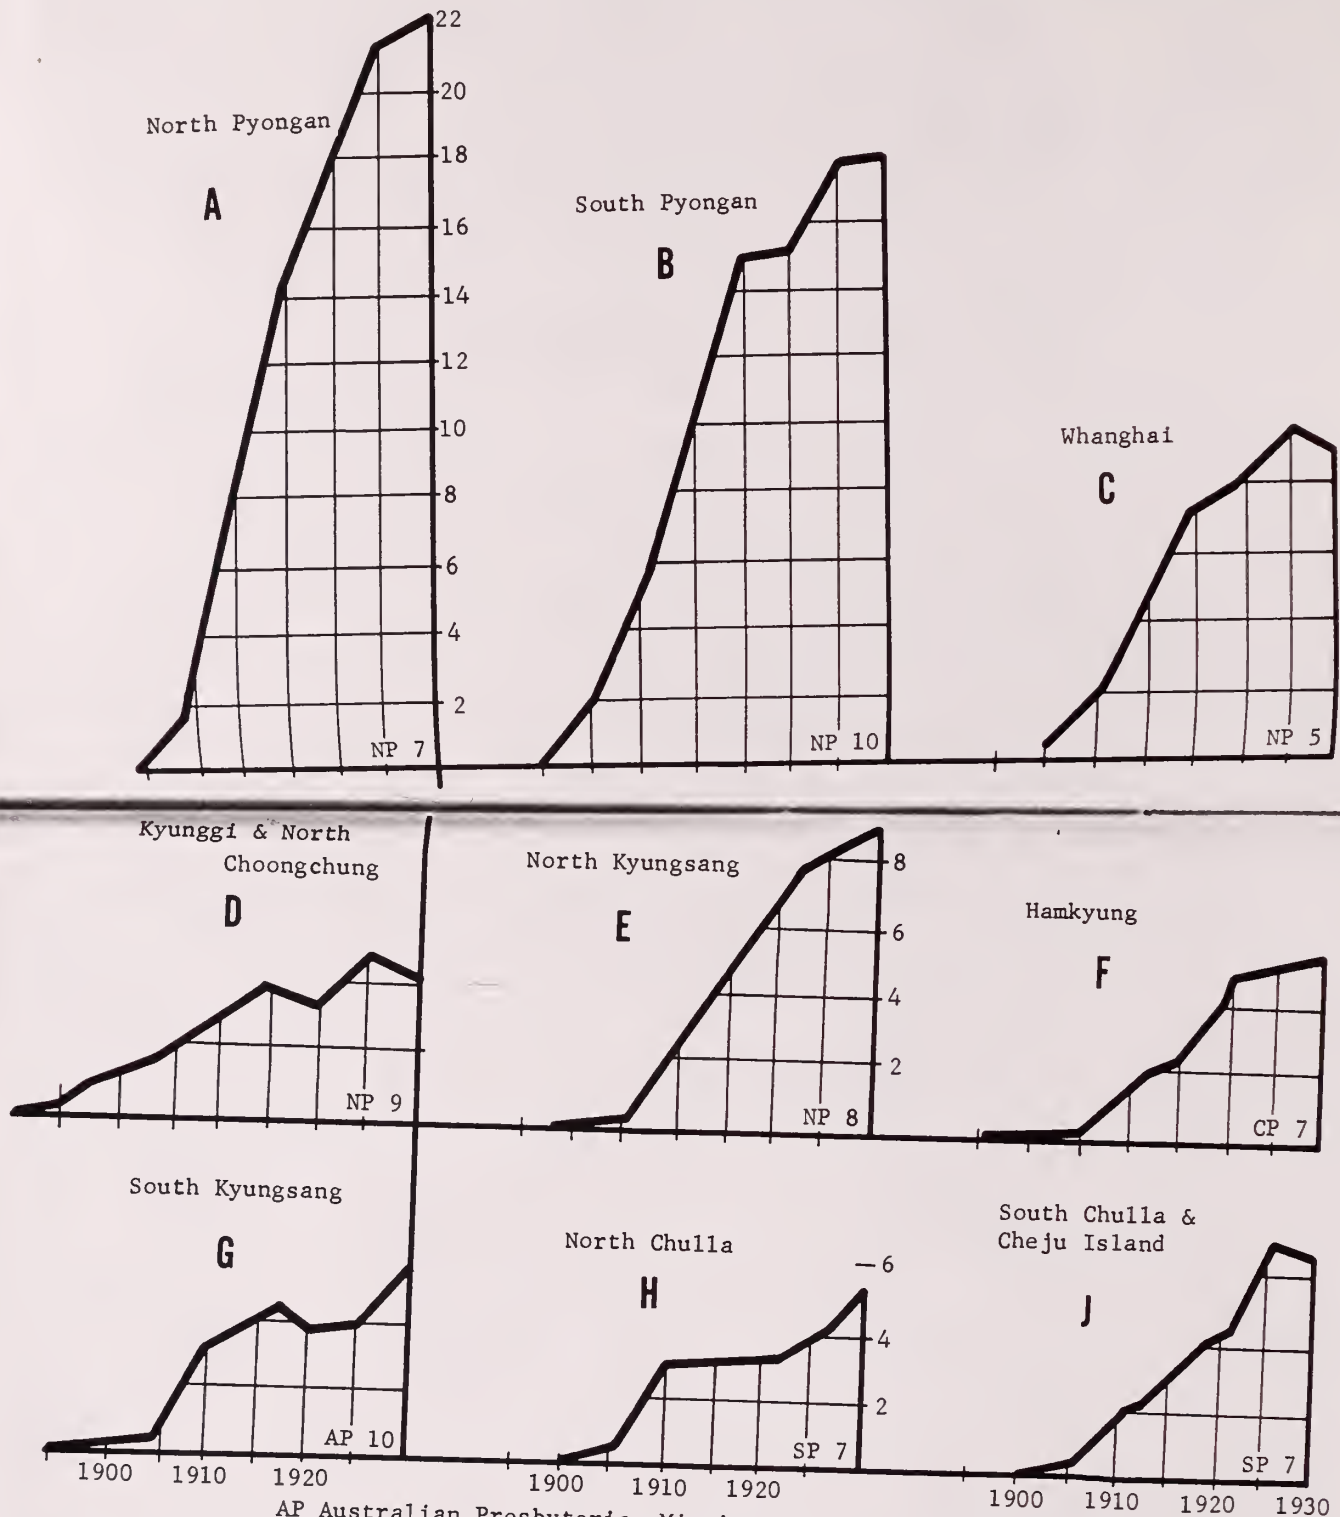 22
20
18
16
14
12
10
8
6
4
2
North Pyongan
A
NP 7
South Pyongan
B
NP 10
Whanghai
C
NP 5
Kyunggi & North
Choongchung
D
NP 9
North Kyungsang
E
8
6
4
2
NP 8
Hamkyung
F
CP 7
South Kyungsang
G
AP 10
1900 1910 1920
North Chulla
H
6
4
2
SP 7
1900 1910 1920
South Chulla &
Cheju Island
J
SP 7
1900 1910 1920 1930
AP Australian